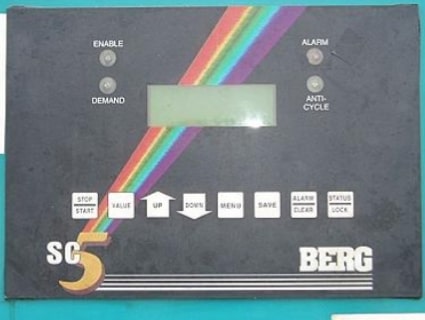 ENABLE
ALARM
DEMAND
ANTI-
CYCLE
STOP
START
VALUE
UP
DOWN
MENU
SAVE
ALARM
CLEAR
STATUS
LOCK
SC5
BERG